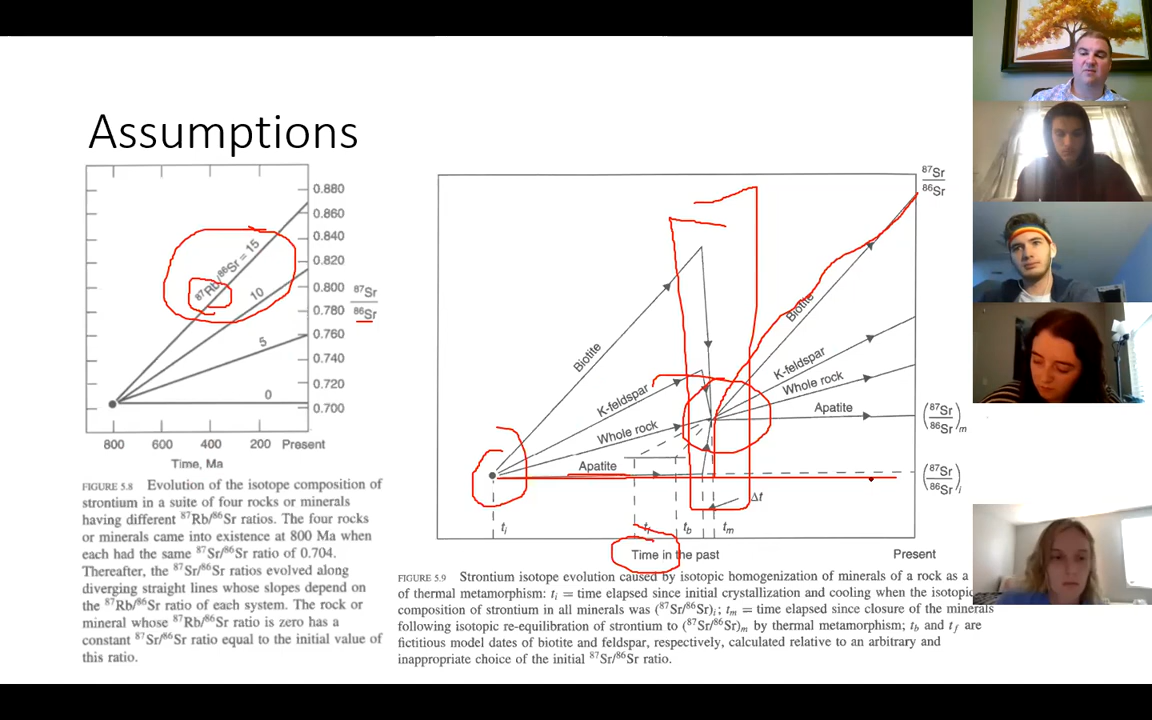 Assumptions
0.880
0.860
0.840
0.820
0.800
0.780
0.760
0.740
0.720
0.700
87Sr
86Sr
87Rb/86Sr = 15
10
5
0
800 600 400 200 Present
Time, Ma
FIGURE 5.8 Evolution of the isotope composition of
strontium in a suite of four rocks or minerals
having different 87Rb/86Sr ratios. The four rocks
or minerals came into existence at 800 Ma when
each had the same 87Sr/86Sr ratio of 0.704.
Thereafter, the 87Sr/86Sr ratios evolved along
diverging straight lines whose slopes depend on
the 87Rb/86Sr ratio of each system. The rock or
mineral whose 87Rb/86Sr ratio is zero has a
constant 87Sr/86Sr ratio equal to the initial value of
this ratio.
87Sr
86Sr
Biotite
K-feldspar
Whole rock
Apatite
Biotite
K-feldspar
Whole rock
Apatite
(87Sr/86Sr)m
(87Sr/86Sr)i
Δt
ti tf tb tm
Time in the past Present
FIGURE 5.9 Strontium isotope evolution caused by isotopic homogenization of minerals of a rock as a
of thermal metamorphism: ti = time elapsed since initial crystallization and cooling when the isotopic
composition of strontium in all minerals was (87Sr/86Sr)i; tm = time elapsed since closure of the minerals
following isotopic re-equilibration of strontium to (87Sr/86Sr)m by thermal metamorphism; tb and tf are
fictitious model dates of biotite and feldspar, respectively, calculated relative to an arbitrary and
inappropriate choice of the initial 87Sr/86Sr ratio.